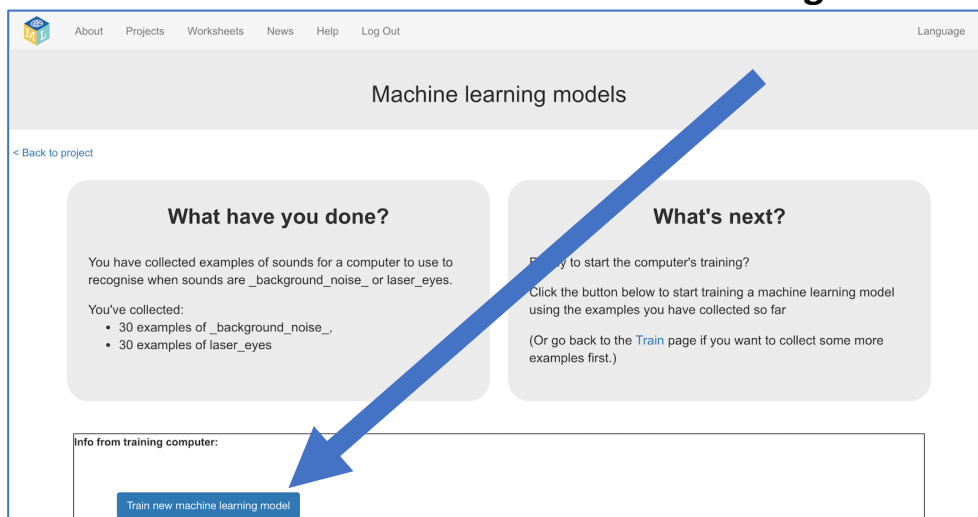 About Projects Worksheets News Help Log Out Language
Machine learning models
< Back to project
What have you done?
You have collected examples of sounds for a computer to use to
recognise when sounds are _background_noise_ or laser_eyes.
You've collected:
• 30 examples of _background_noise_,
• 30 examples of laser_eyes
What's next?
to start the computer's training?
Click the button below to start training a machine learning model
using the examples you have collected so far
(Or go back to the Train page if you want to collect some more
examples first.)
Info from training computer:
Train new machine learning model